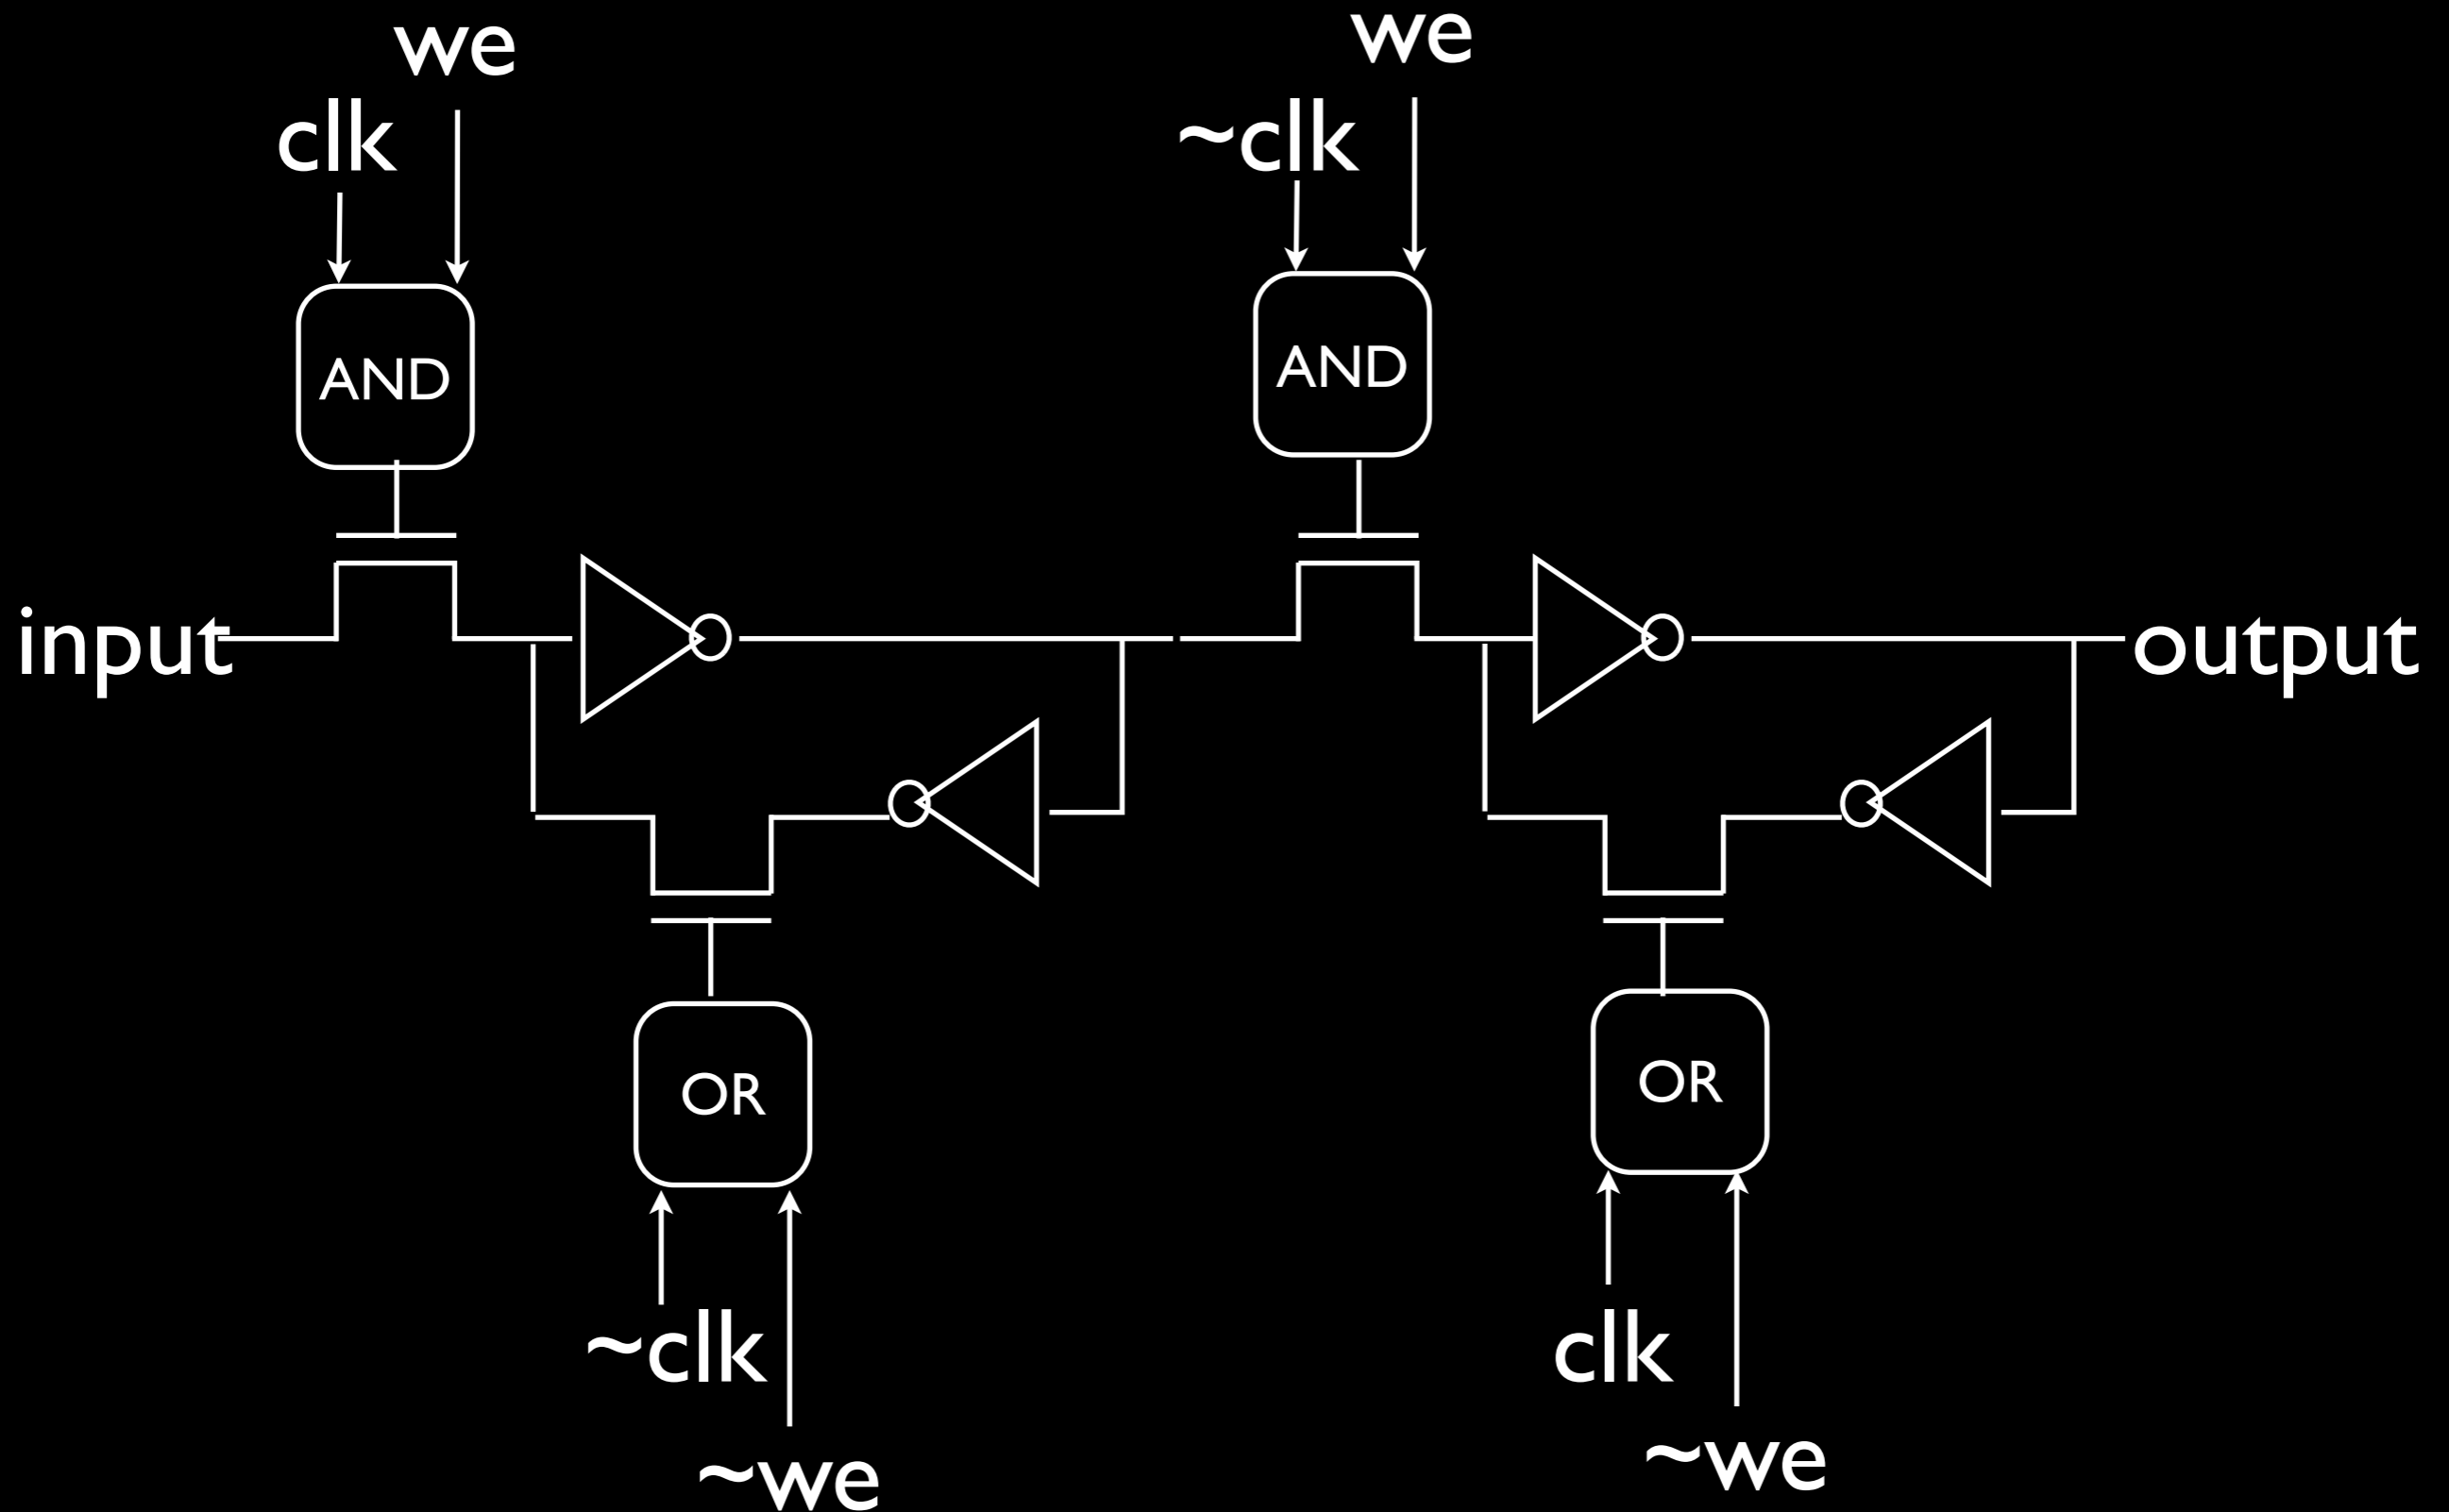 we
we
clk
~clk
AND
AND
input
output
OR
OR
~clk
clk
~we
~we